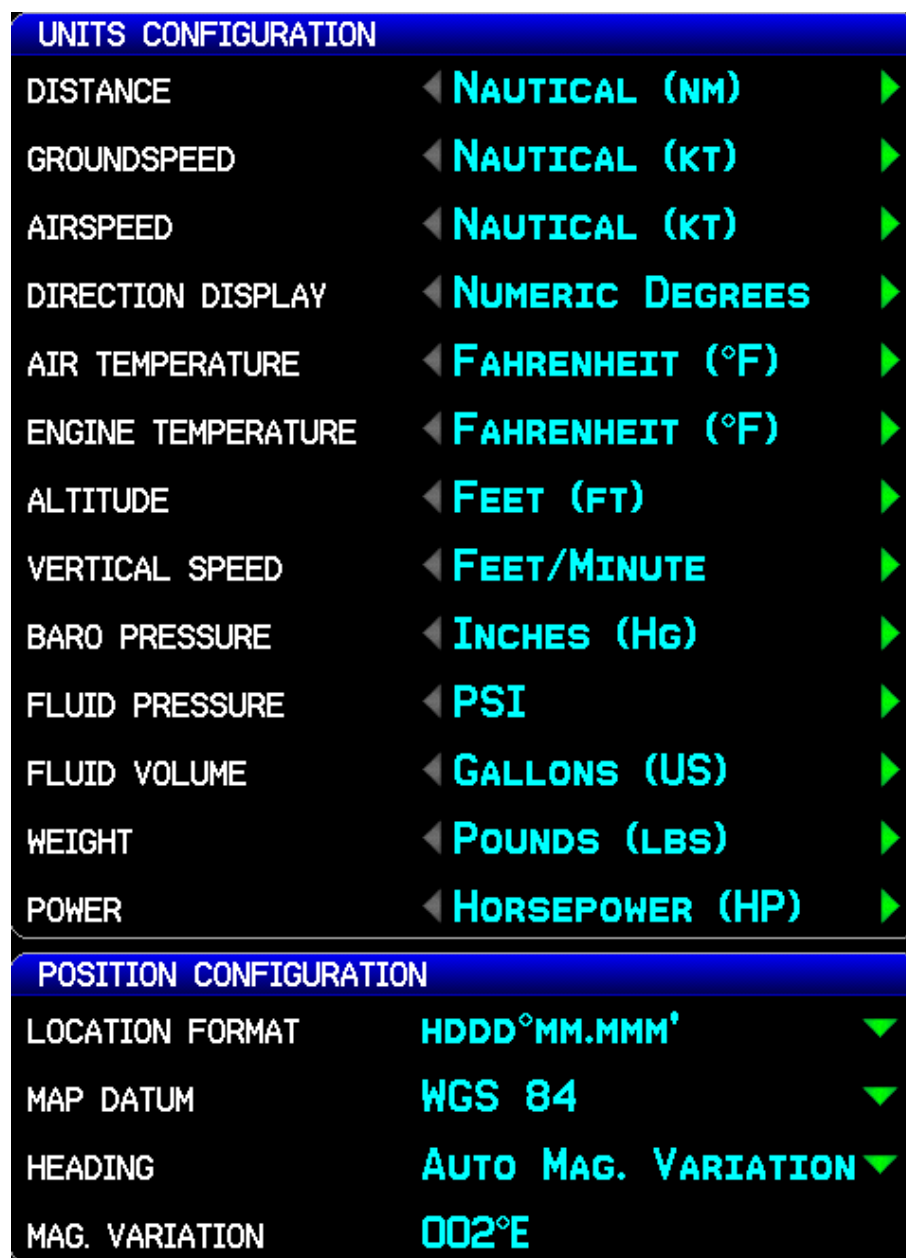 UNITS CONFIGURATION
DISTANCE Nautical (nm)
GROUNDSPEED Nautical (kt)
AIRSPEED Nautical (kt)
DIRECTION DISPLAY Numeric Degrees
AIR TEMPERATURE Fahrenheit (°F)
ENGINE TEMPERATURE Fahrenheit (°F)
ALTITUDE Feet (ft)
VERTICAL SPEED Feet/Minute
BARO PRESSURE Inches (Hg)
FLUID PRESSURE PSI
FLUID VOLUME Gallons (US)
WEIGHT Pounds (lbs)
POWER Horsepower (HP)
POSITION CONFIGURATION
LOCATION FORMAT hddd°mm.mmm'
MAP DATUM WGS 84
HEADING Auto Mag. Variation
MAG. VARIATION 002°E